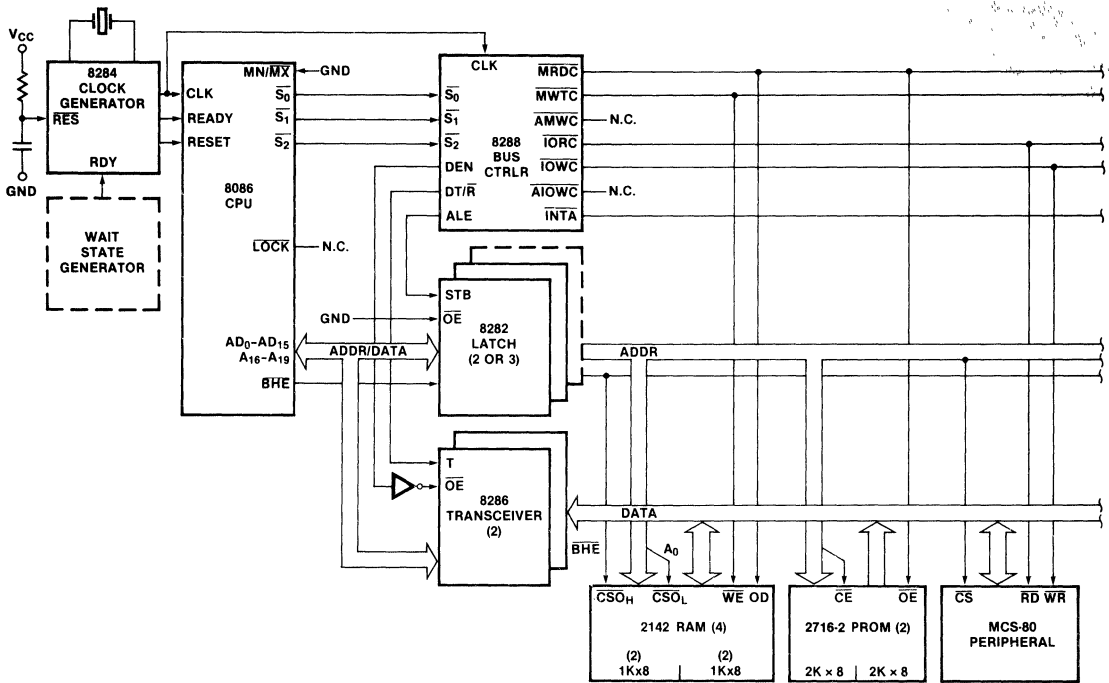 VCC
8284
CLOCK
GENERATOR
RES
RDY
GND
WAIT
STATE
GENERATOR
MN/MX
GND
CLK
READY
RESET
S0
S1
S2
8086
CPU
LOCK
N.C.
AD0–AD15
A16–A19
BHE
ADDR/DATA
CLK
S0
S1
S2
DEN
DT/R
ALE
8288
BUS
CTRLR
MRDC
MWTC
AMWC
N.C.
IORC
IOWC
AIOWC
N.C.
INTA
STB
GND
OE
8282
LATCH
(2 OR 3)
ADDR
T
OE
8286
TRANSCEIVER
(2)
DATA
BHE
A0
CSOH
CSOL
WE OD
2142 RAM (4)
(2)
1Kx8
(2)
1Kx8
CE
OE
2716-2 PROM (2)
2K × 8
2K × 8
CS
RD WR
MCS-80
PERIPHERAL